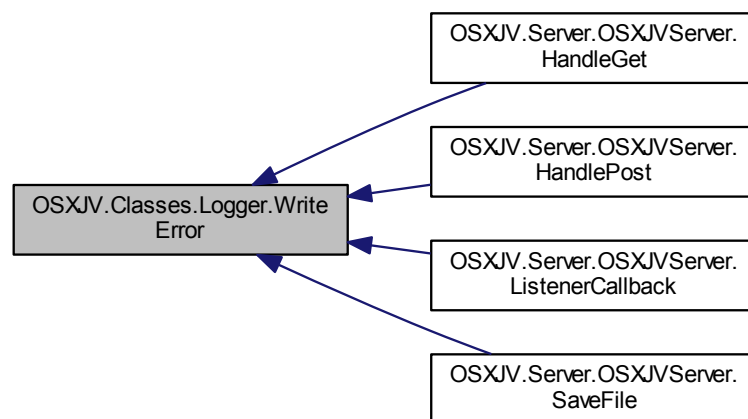 OSXJV.Server.OSXJVServer.
HandleGet
OSXJV.Server.OSXJVServer.
HandlePost
OSXJV.Classes.Logger.Write
Error
OSXJV.Server.OSXJVServer.
ListenerCallback
OSXJV.Server.OSXJVServer.
SaveFile